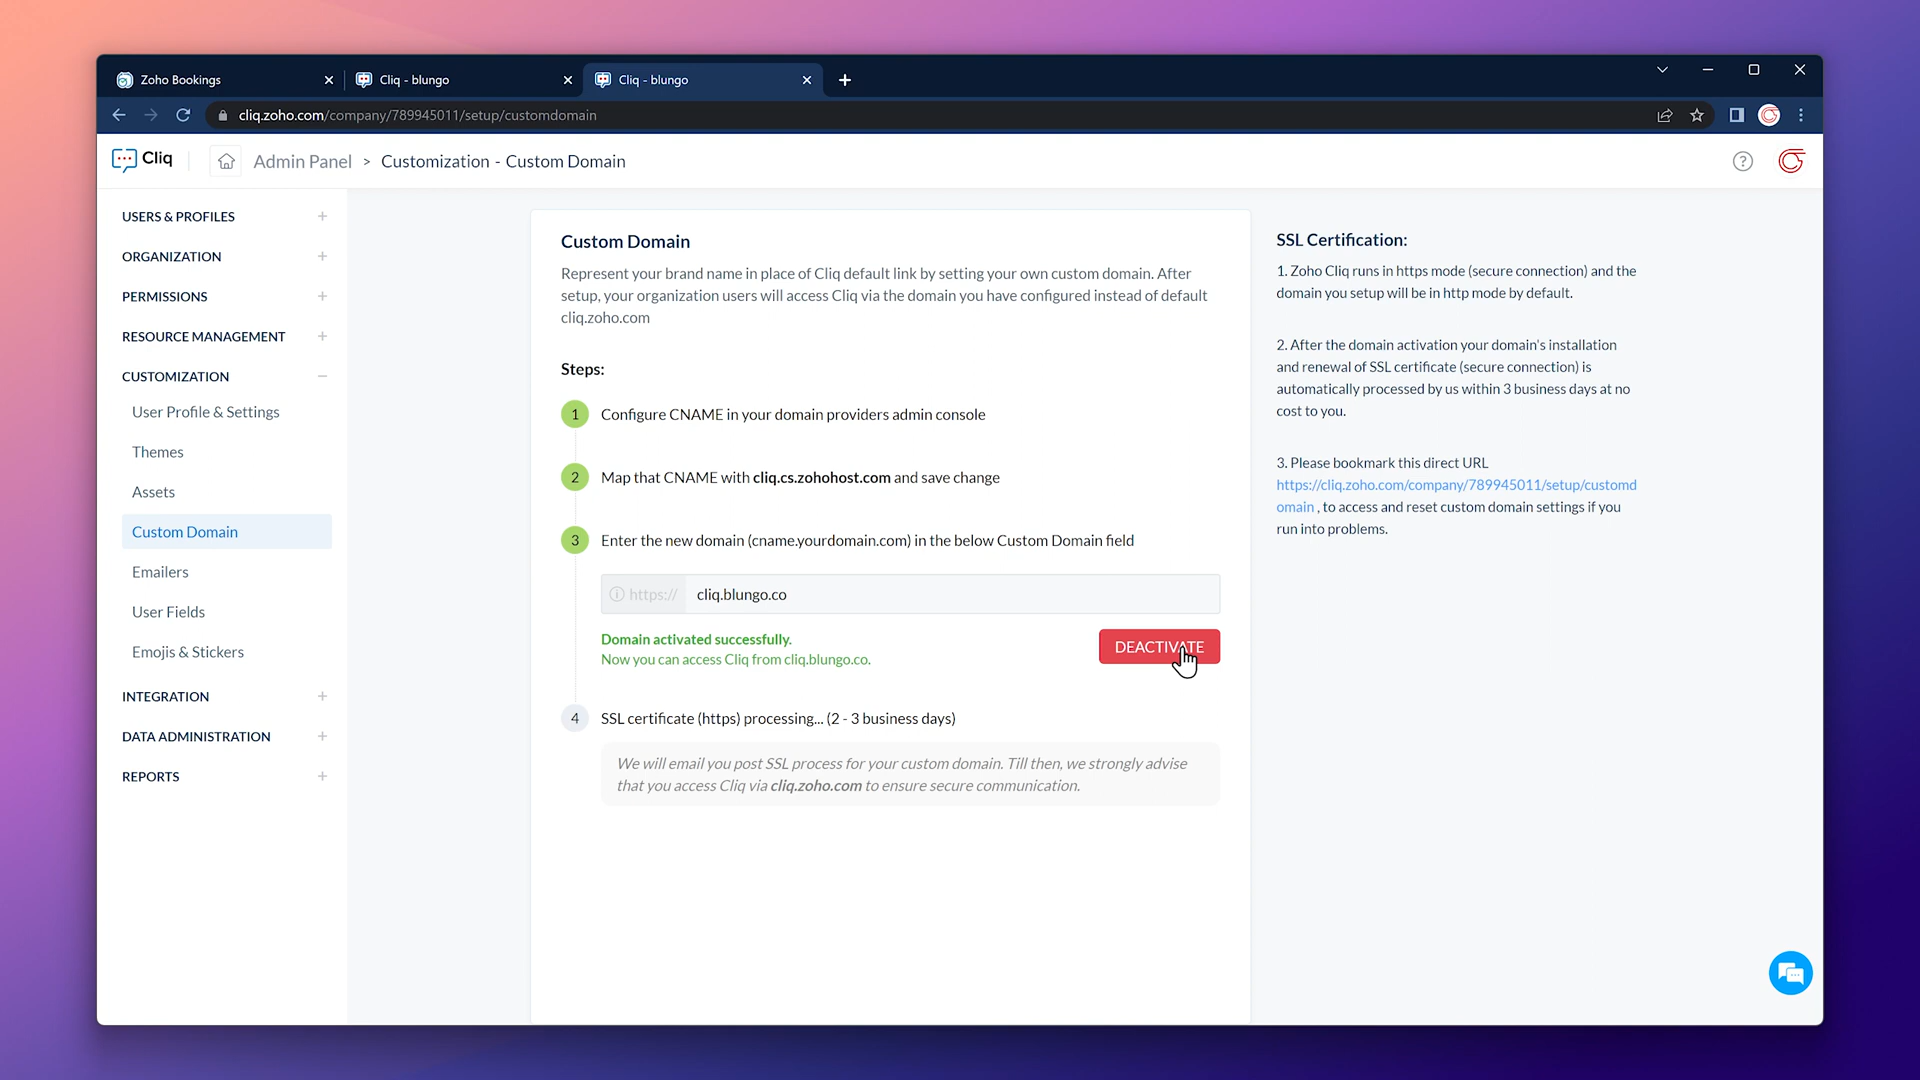 Zoho Bookings
Cliq - blungo
Cliq - blungo
cliq.zoho.com/company/789945011/setup/customdomain
Cliq
Admin Panel > Customization - Custom Domain
USERS & PROFILES
ORGANIZATION
PERMISSIONS
RESOURCE MANAGEMENT
CUSTOMIZATION
User Profile & Settings
Themes
Assets
Custom Domain
Emailers
User Fields
Emojis & Stickers
INTEGRATION
DATA ADMINISTRATION
REPORTS
Custom Domain
Represent your brand name in place of Cliq default link by setting your own custom domain. After
setup, your organization users will access Cliq via the domain you have configured instead of default
cliq.zoho.com
Steps:
1 Configure CNAME in your domain providers admin console
2 Map that CNAME with cliq.cs.zohohost.com and save change
3 Enter the new domain (cname.yourdomain.com) in the below Custom Domain field
https:// cliq.blungo.co
Domain activated successfully.
Now you can access Cliq from cliq.blungo.co.
DEACTIVATE
4 SSL certificate (https) processing... (2 - 3 business days)
We will email you post SSL process for your custom domain. Till then, we strongly advise
that you access Cliq via cliq.zoho.com to ensure secure communication.
SSL Certification:
1. Zoho Cliq runs in https mode (secure connection) and the
domain you setup will be in http mode by default.
2. After the domain activation your domain's installation
and renewal of SSL certificate (secure connection) is
automatically processed by us within 3 business days at no
cost to you.
3. Please bookmark this direct URL
https://cliq.zoho.com/company/789945011/setup/customd
omain , to access and reset custom domain settings if you
run into problems.